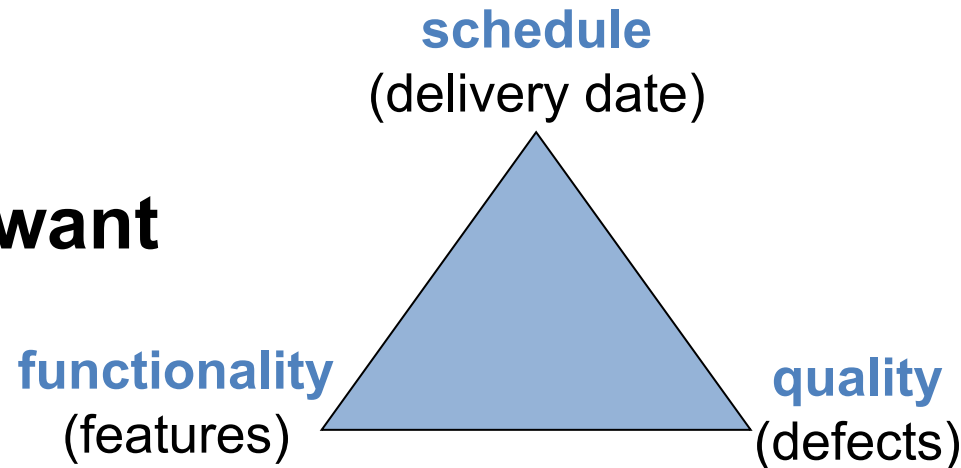 schedule
(delivery date)
want
functionality
(features)
quality
(defects)